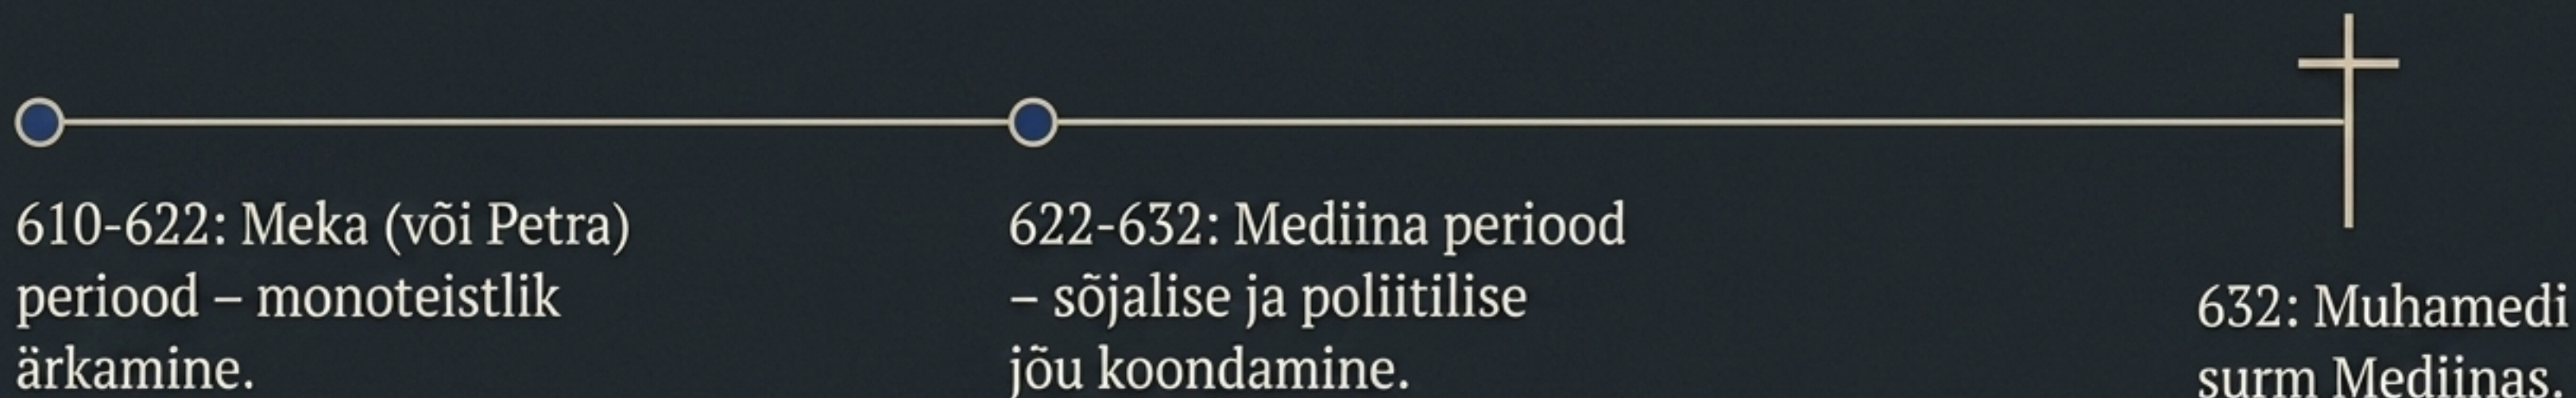 610-622: Meka (või Petra)
periood – monoteistlik
ärkamine.
622-632: Mediina periood
– sõjalise ja poliitilise
jõu koondamine.
632: Muhamedi
surm Mediinas.